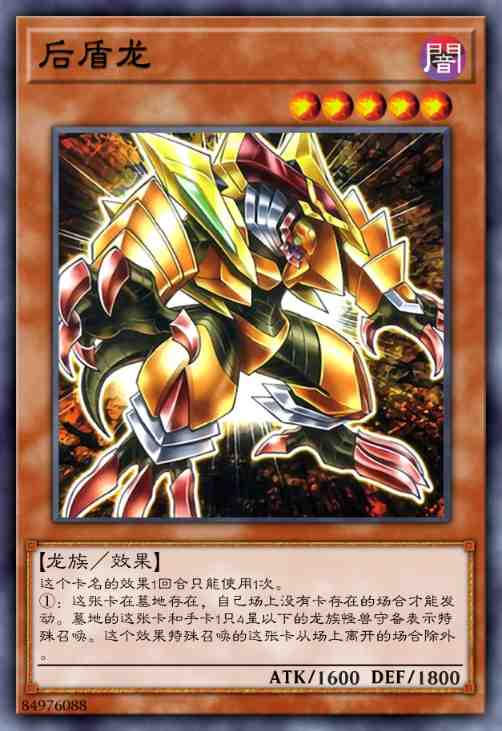 后盾龙
闇
【龙族／效果】
这个卡名的效果1回合只能使用1次。
①：这张卡在墓地存在，自己场上没有卡存在的场合才能发
动。墓地的这张卡和手卡1只4星以下的龙族怪兽守备表示特
殊召唤。这个效果特殊召唤的这张卡从场上离开的场合除外
。
ATK/1600 DEF/1800
84976088